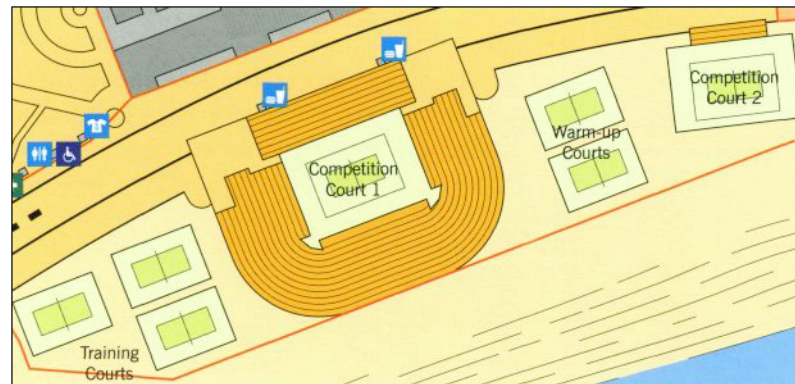 Competition
Court 1
Warm-up
Courts
Competition
Court 2
Training
Courts